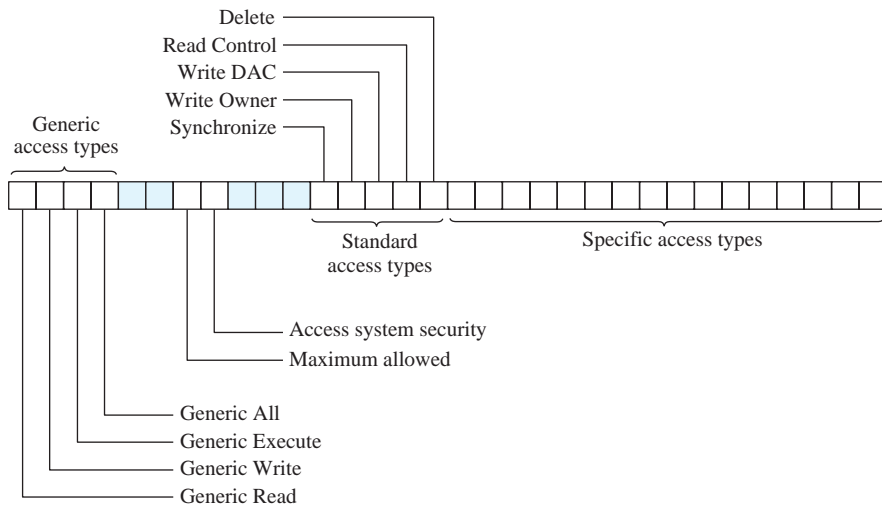 Delete
Read Control
Write DAC
Write Owner
Synchronize
Generic
access types
Standard
access types
Specific access types
Access system security
Maximum allowed
Generic All
Generic Execute
Generic Write
Generic Read